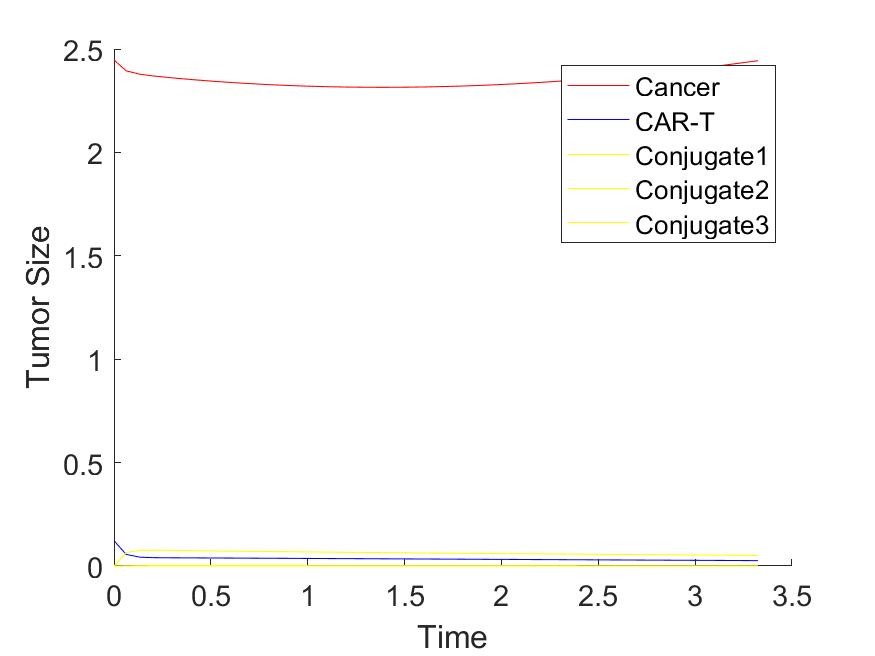 2.5
2
1.5
1
0.5
0
Tumor Size
Cancer
CAR-T
Conjugate1
Conjugate2
Conjugate3
0 0.5 1 1.5 2 2.5 3 3.5
Time